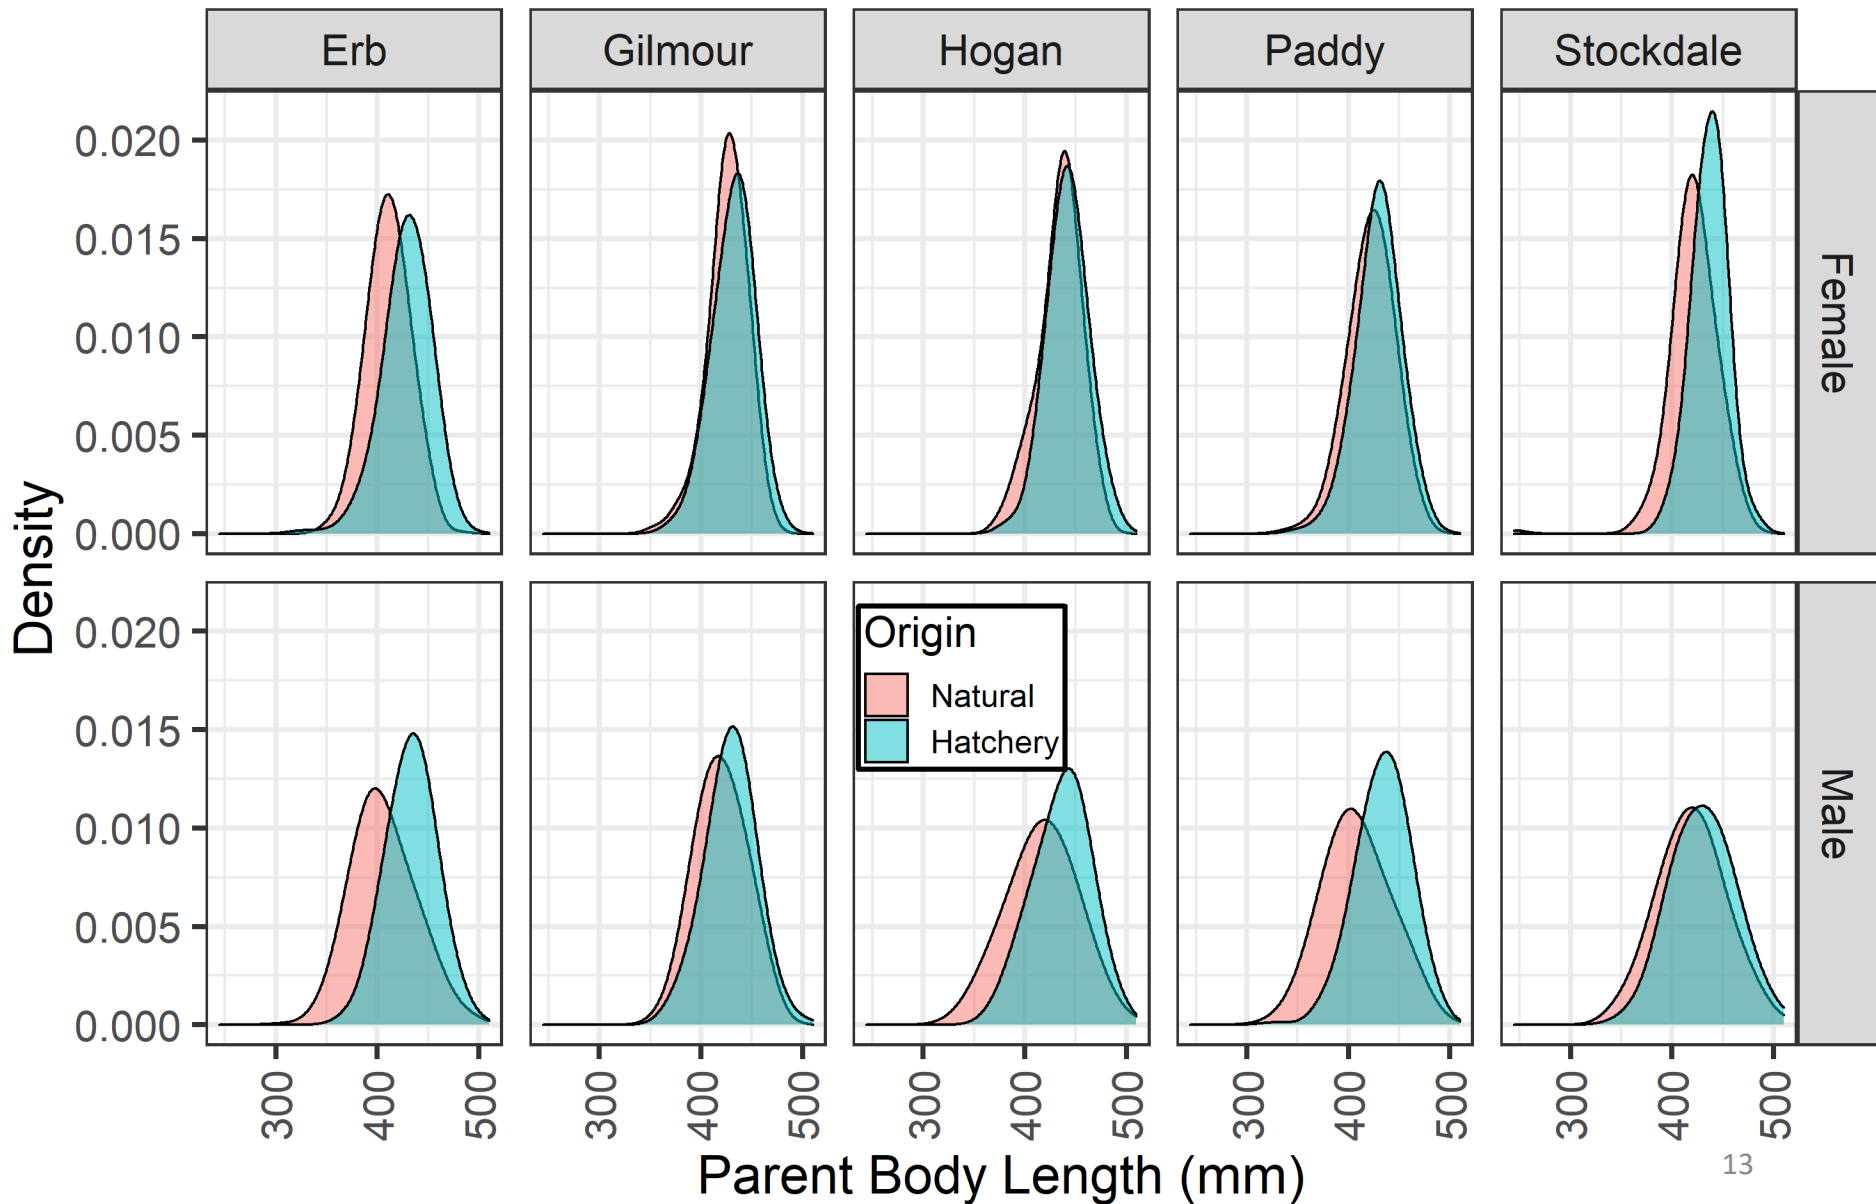 Erb Gilmour Hogan Paddy Stockdale
Density
0.020
0.015
0.010
0.005
0.000
Female
0.020
0.015
0.010
0.005
0.000
Origin
Natural
Hatchery
Male
300 400 500 300 400 500 300 400 500 300 400 500 300 400 500
Parent Body Length (mm)
13